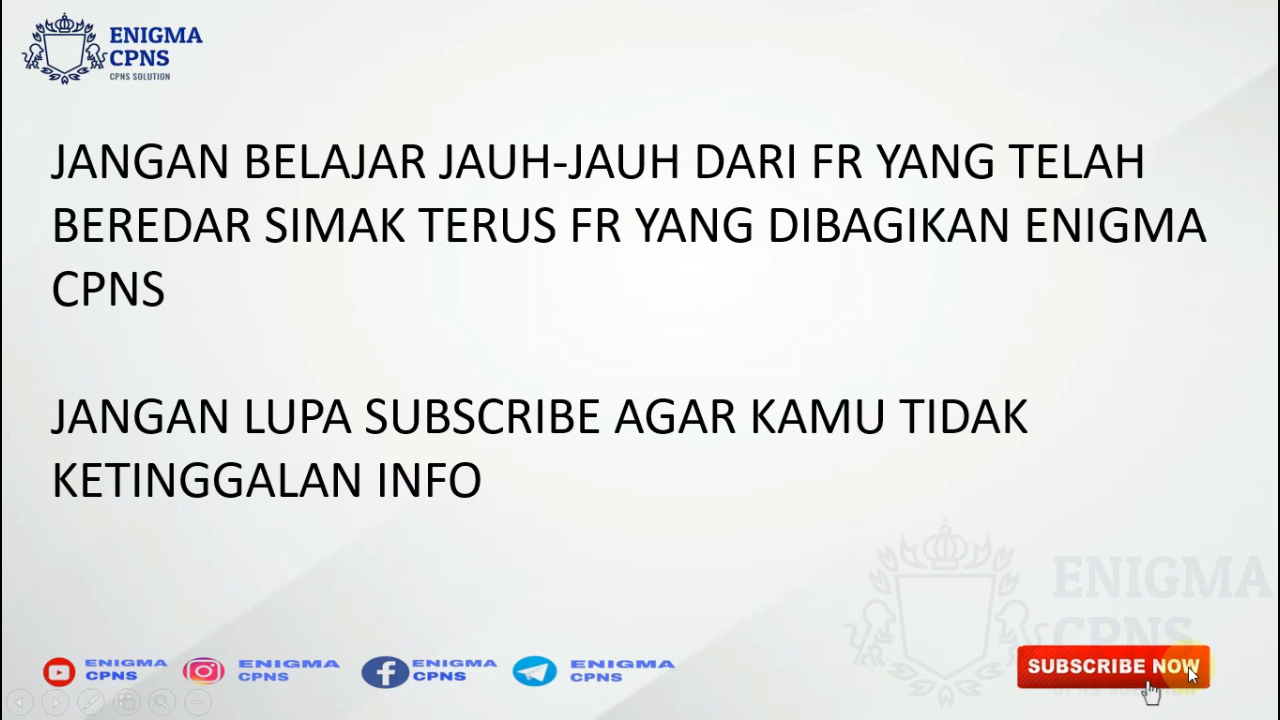 ENIGMA
CPNS
CPNS SOLUTION
JANGAN BELAJAR JAUH-JAUH DARI FR YANG TELAH
BEREDAR SIMAK TERUS FR YANG DIBAGIKAN ENIGMA
CPNS
JANGAN LUPA SUBSCRIBE AGAR KAMU TIDAK
KETINGGALAN INFO
ENIGMA
CPNS
ENIGMA
CPNS
ENIGMA
CPNS
ENIGMA
CPNS
ENIGMA
CPNS
SUBSCRIBE NOW